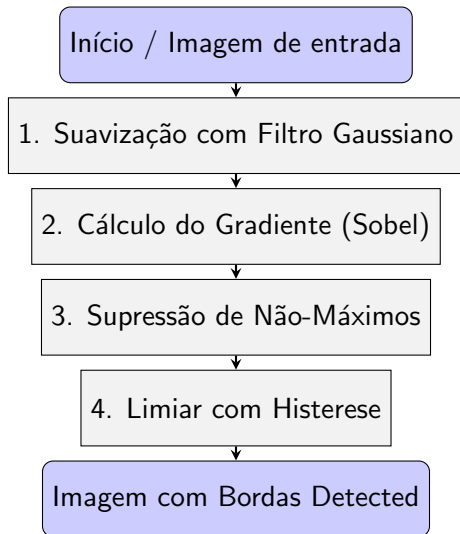 Início / Imagem de entrada
1. Suavização com Filtro Gaussiano
2. Cálculo do Gradiente (Sobel)
3. Supressão de Não-Máximos
4. Limiar com Histerese
Imagem com Bordas Detected